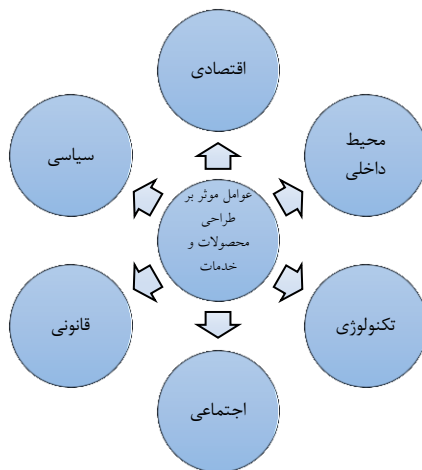 اقتصادی
محیط
داخلی
تکنولوژی
اجتماعی
قانونی
سیاسی
عوامل موثر بر
طراحی
محصولات و
خدمات